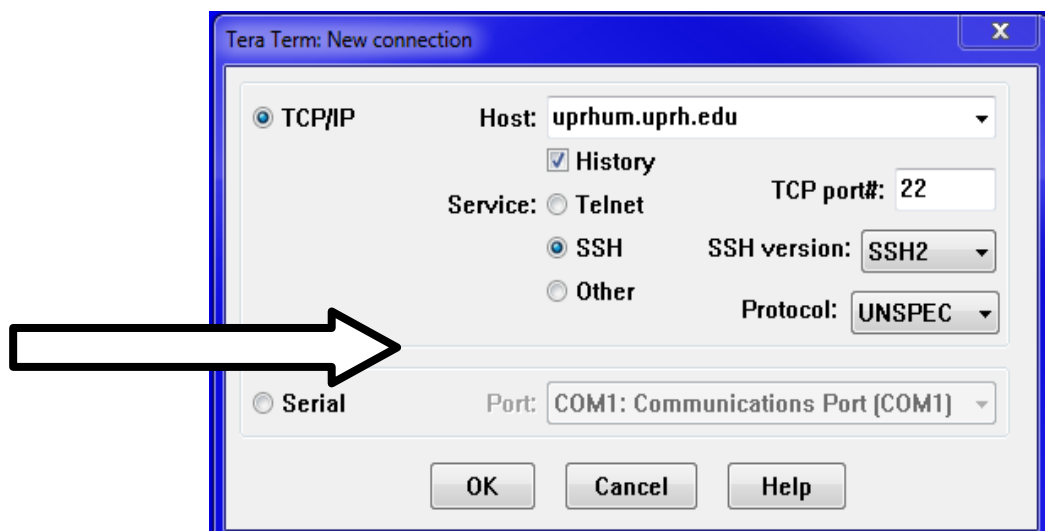 Tera Term: New connection
x
TCP/IP Host: uprhum.uprh.edu
History
TCP port#: 22
Service: Telnet
SSH SSH version: SSH2
Other
Protocol: UNSPEC
Serial Port: COM1: Communications Port (COM1)
OK Cancel Help